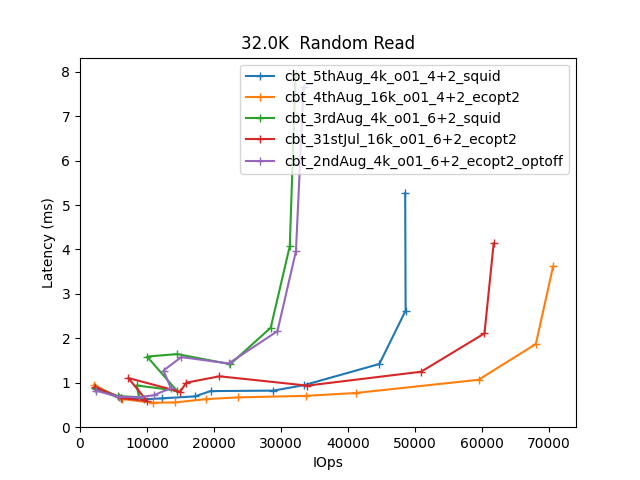 32.0K  Random Read
cbt_5thAug_4k_o01_4+2_squid
cbt_4thAug_16k_o01_4+2_ecopt2
cbt_3rdAug_4k_o01_6+2_squid
cbt_31stJul_16k_o01_6+2_ecopt2
cbt_2ndAug_4k_o01_6+2_ecopt2_optoff
Latency (ms)
8
7
6
5
4
3
2
1
0
0 10000 20000 30000 40000 50000 60000 70000
IOps